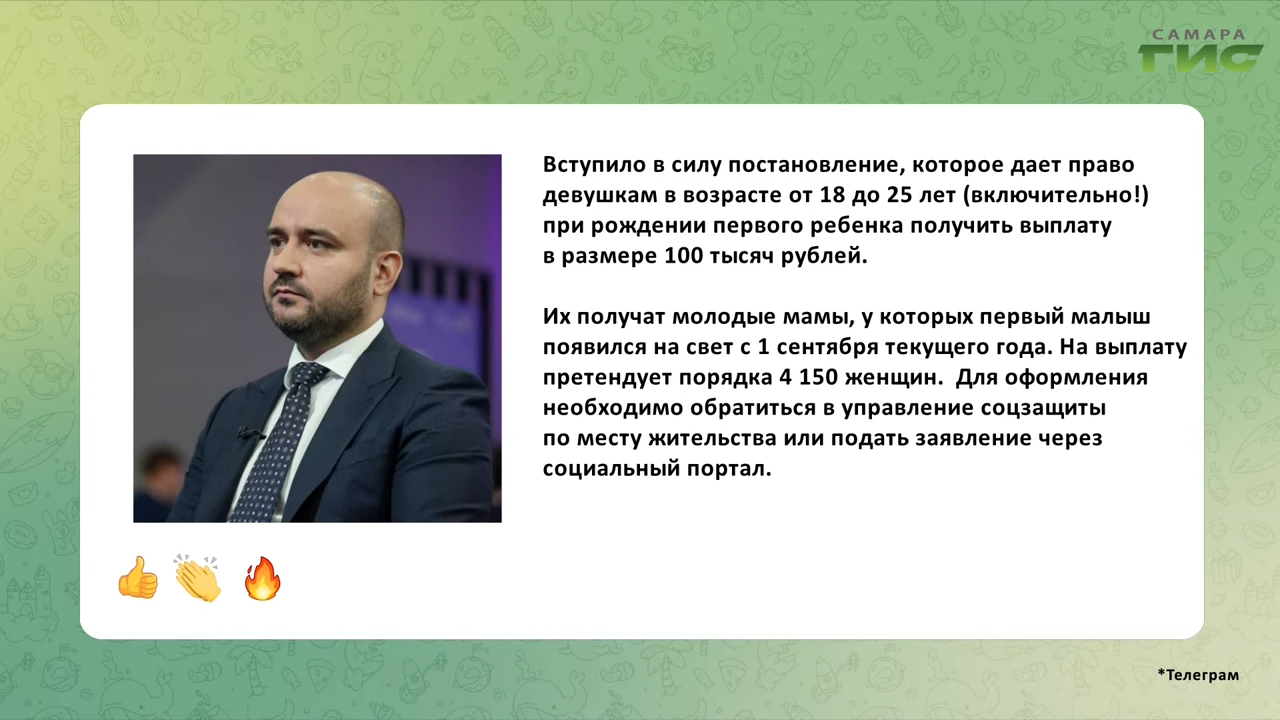 САМАРА
ГИС
Вступило в силу постановление, которое дает право
девушкам в возрасте от 18 до 25 лет (включительно!)
при рождении первого ребенка получить выплату
в размере 100 тысяч рублей.
Их получат молодые мамы, у которых первый малыш
появился на свет с 1 сентября текущего года. На выплату
претендует порядка 4 150 женщин.  Для оформления
необходимо обратиться в управление соцзащиты
по месту жительства или подать заявление через
социальный портал.
*Телеграм